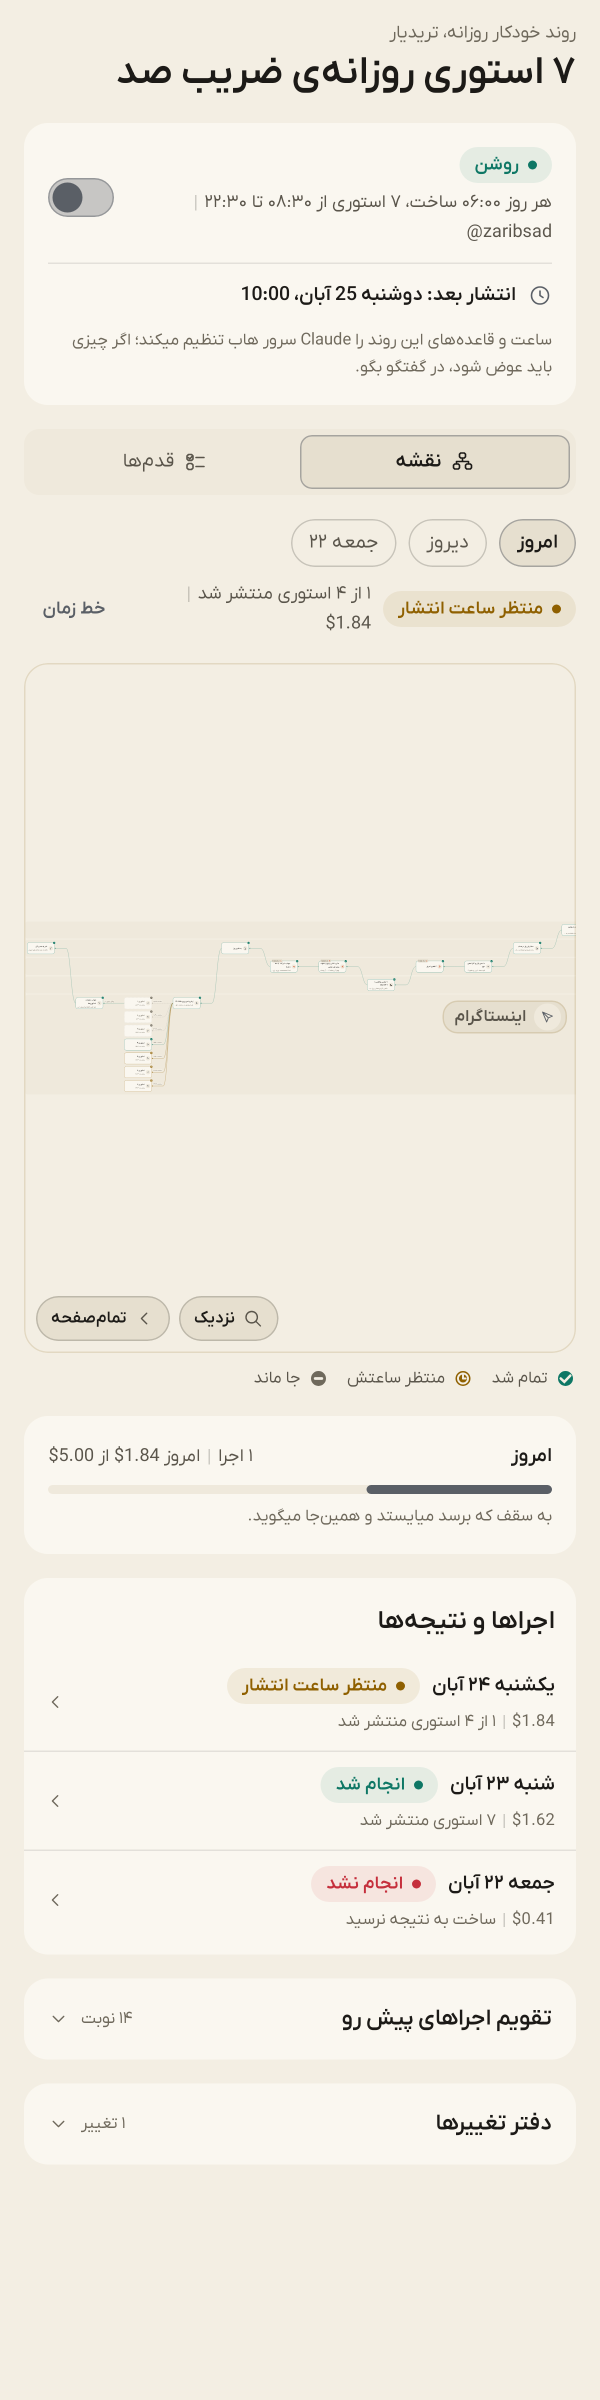 روند خودکار روزانه، تریدیار
۷ استوری روزانه‌ی ضریب صد
روشن
هر روز ۰۶:۰۰ ساخت، ۷ استوری از ۰۸:۳۰ تا ۲۲:۳۰ |
@zaribsad
انتشار بعد: دوشنبه 25 آبان، 10:00
ساعت و قاعده‌های این روند را Claude سرور هاب تنظیم میکند؛ اگر چیزی
باید عوض شود، در گفتگو بگو.
نقشه
قدم‌ها
امروز
دیروز
جمعه ۲۲
منتظر ساعت انتشار
۱ از ۴ استوری منتشر شد |
$1.84
خط زمان
اینستاگرام
نزدیک
تمام‌صفحه
تمام شد
منتظر ساعتش
جا ماند
امروز
۱ اجرا | امروز $1.84 از $5.00
به سقف که برسد میایستد و همین‌جا میگوید.
اجراها و نتیجه‌ها
یکشنبه ۲۴ آبان
منتظر ساعت انتشار
$1.84 | ۱ از ۴ استوری منتشر شد
شنبه ۲۳ آبان
انجام شد
$1.62 | ۷ استوری منتشر شد
جمعه ۲۲ آبان
انجام نشد
$0.41 | ساخت به نتیجه نرسید
تقویم اجراهای پیش رو
۱۴ نوبت
دفتر تغییرها
۱ تغییر